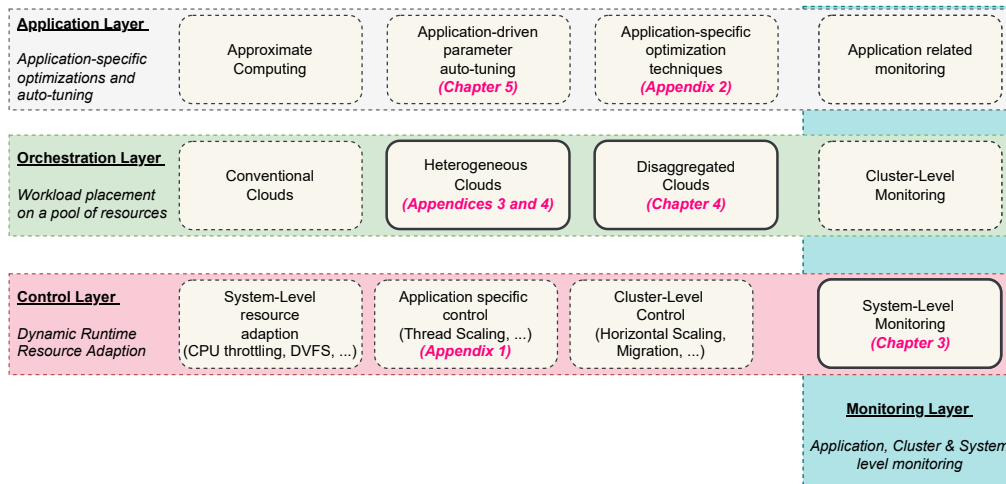 Application Layer
Application-specific
optimizations and
auto-tuning
Approximate
Computing
Application-driven
parameter
auto-tuning
(Chapter 5)
Application-specific
optimization
techniques
(Appendix 2)
Application related
monitoring
Orchestration Layer
Workload placement
on a pool of resources
Conventional
Clouds
Heterogeneous
Clouds
(Appendices 3 and 4)
Disaggregated
Clouds
(Chapter 4)
Cluster-Level
Monitoring
Control Layer
Dynamic Runtime
Resource Adaption
System-Level
resource
adaption
(CPU throttling, DVFS, ...)
Application specific
control
(Thread Scaling, ...)
(Appendix 1)
Cluster-Level
Control
(Horizontal Scaling,
Migration, ...)
System-Level
Monitoring
(Chapter 3)
Monitoring Layer
Application, Cluster & System
level monitoring